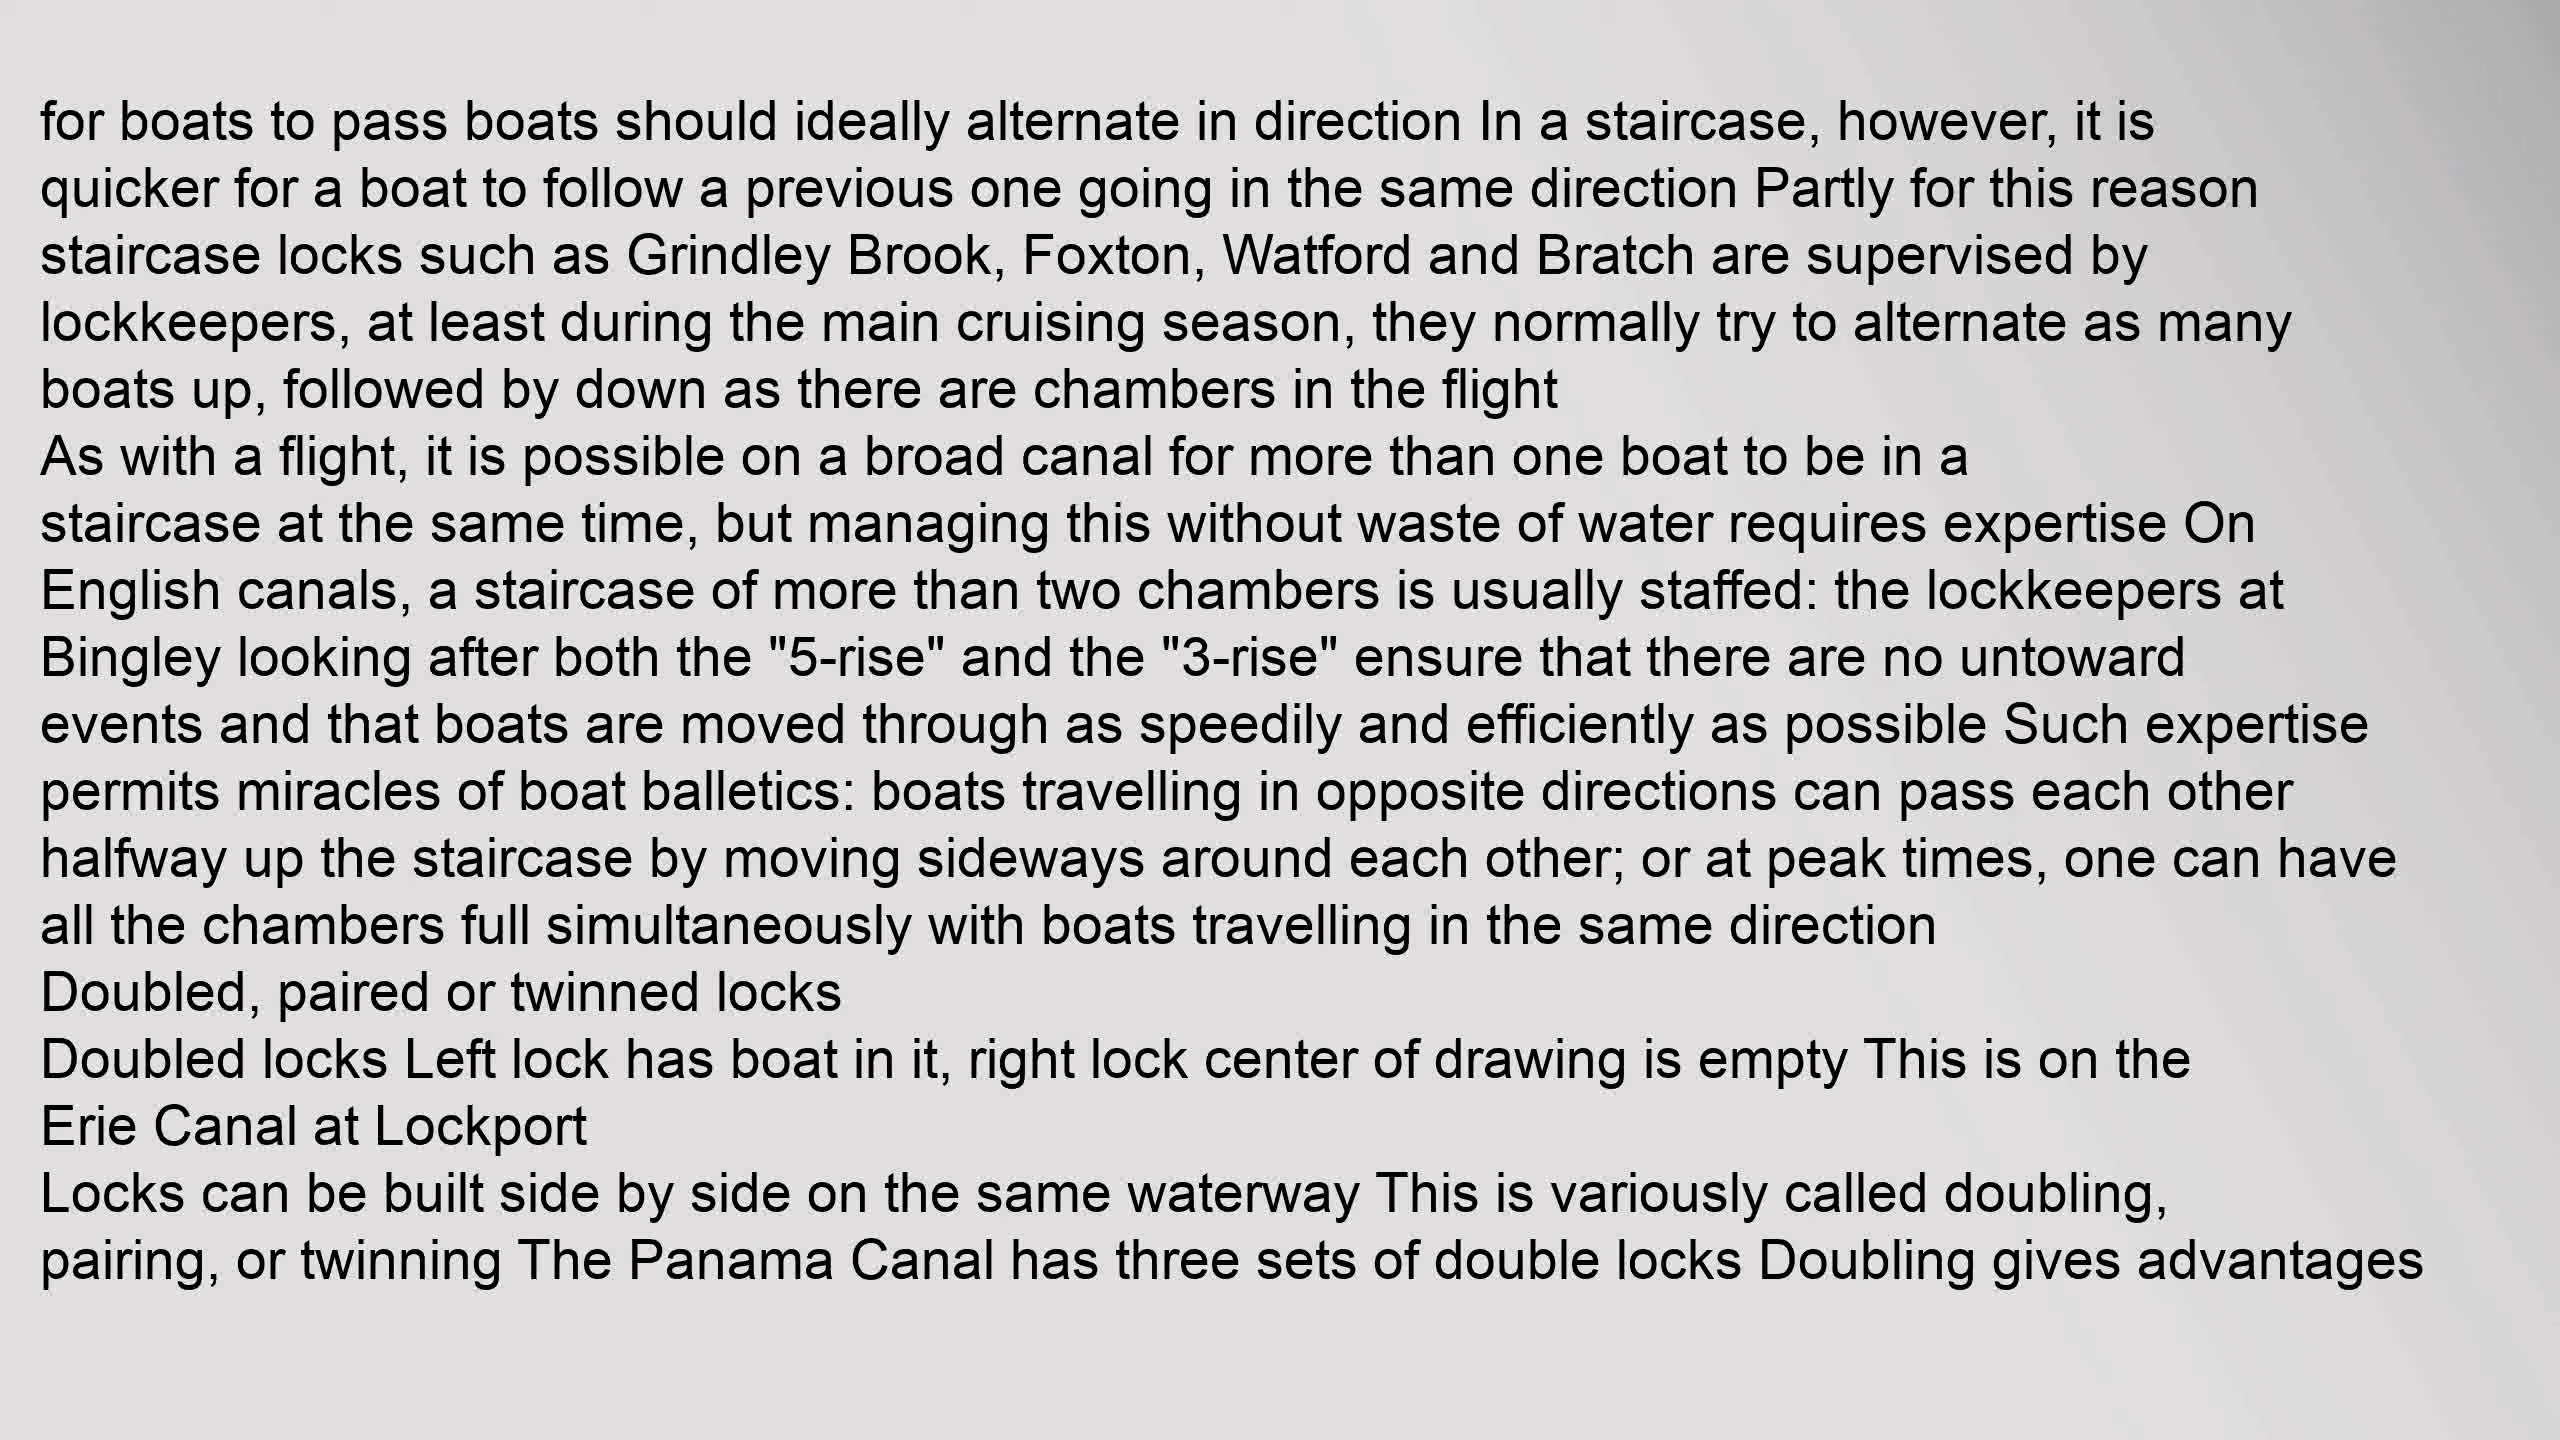 for boats to pass boats should ideally alternate in direction In a staircase, however, it is
quicker for a boat to follow a previous one going in the same direction Partly for this reason
staircase locks such as Grindley Brook, Foxton, Watford and Bratch are supervised by
lockkeepers, at least during the main cruising season, they normally try to alternate as many
boats up, followed by down as there are chambers in the flight
As with a flight, it is possible on a broad canal for more than one boat to be in a
staircase at the same time, but managing this without waste of water requires expertise On
English canals, a staircase of more than two chambers is usually staffed: the lockkeepers at
Bingley looking after both the "5-rise" and the "3-rise" ensure that there are no untoward
events and that boats are moved through as speedily and efficiently as possible Such expertise
permits miracles of boat balletics: boats travelling in opposite directions can pass each other
halfway up the staircase by moving sideways around each other; or at peak times, one can have
all the chambers full simultaneously with boats travelling in the same direction
Doubled, paired or twinned locks
Doubled locks Left lock has boat in it, right lock center of drawing is empty This is on the
Erie Canal at Lockport
Locks can be built side by side on the same waterway This is variously called doubling,
pairing, or twinning The Panama Canal has three sets of double locks Doubling gives advantages